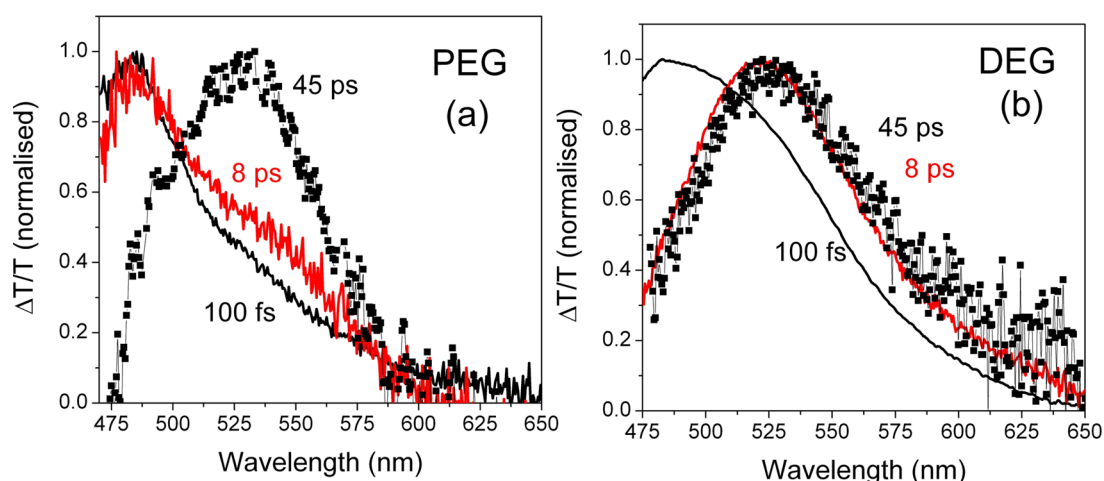 PEG
(a)
45 ps
8 ps
100 fs
ΔT/T (normalised)
1.0
0.8
0.6
0.4
0.2
0.0
475 500 525 550 575 600 625 650
Wavelength (nm)
DEG
(b)
45 ps
8 ps
100 fs
ΔT/T (normalised)
1.0
0.8
0.6
0.4
0.2
0.0
475 500 525 550 575 600 625 650
Wavelength (nm)